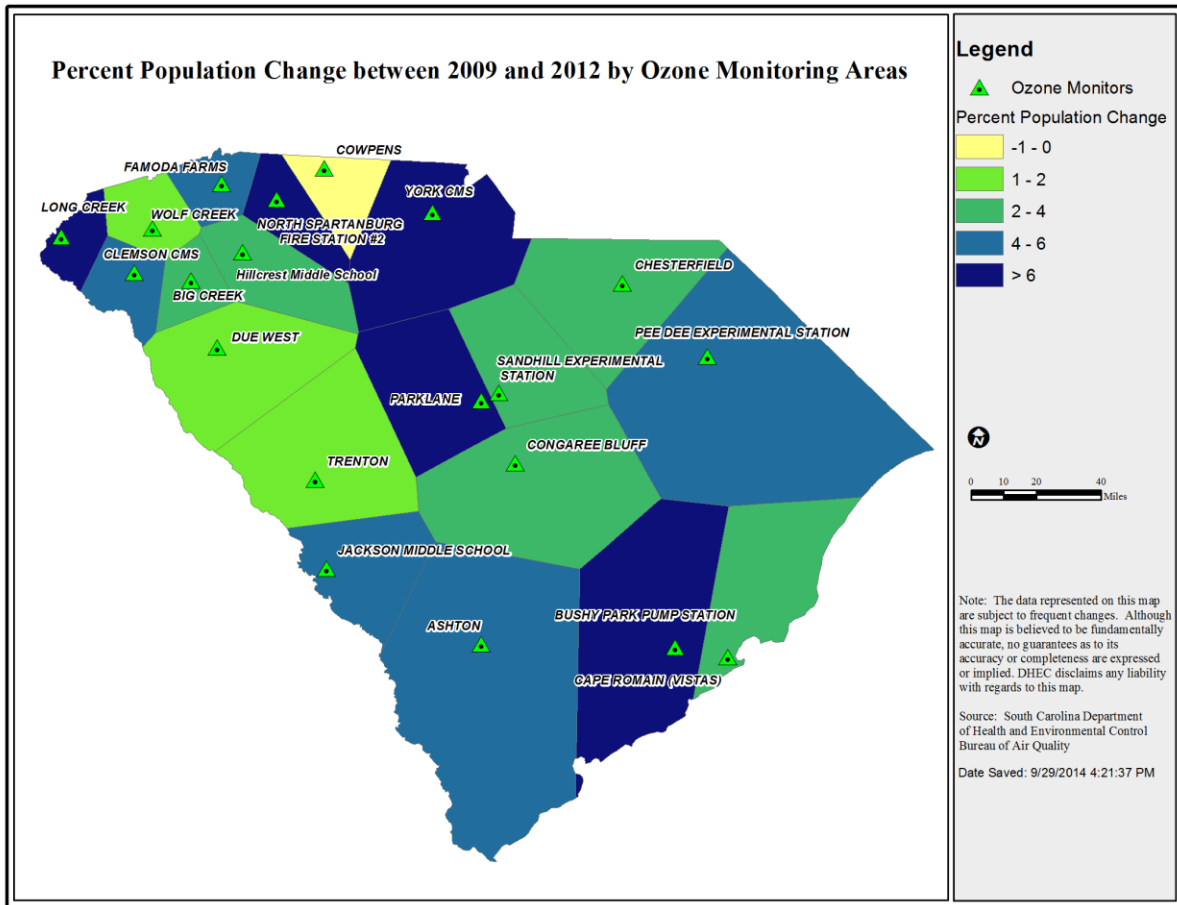 Percent Population Change between 2009 and 2012 by Ozone Monitoring Areas
COWPENS
FAMODA FARMS
YORK CMS
LONG CREEK
WOLF CREEK
NORTH SPARTANBURG
FIRE STATION #2
CLEMSON CMS
Hillcrest Middle School
BIG CREEK
CHESTERFIELD
DUE WEST
PEE DEE EXPERIMENTAL STATION
SANDHILL EXPERIMENTAL
STATION
PARKLANE
CONGAREE BLUFF
TRENTON
JACKSON MIDDLE SCHOOL
BUSHY PARK PUMP STATION
ASHTON
CAPE ROMAIN (VISTAS)
Legend
Ozone Monitors
Percent Population Change
-1 - 0
1 - 2
2 - 4
4 - 6
> 6
N
0 10 20 40
Miles
Note: The data represented on this map
are subject to frequent changes. Although
this map is believed to be fundamentally
accurate, no guarantees as to its
accuracy or completeness are expressed
or implied. DHEC disclaims any liability
with regards to this map.
Source: South Carolina Department
of Health and Environmental Control
Bureau of Air Quality
Date Saved: 9/29/2014 4:21:37 PM